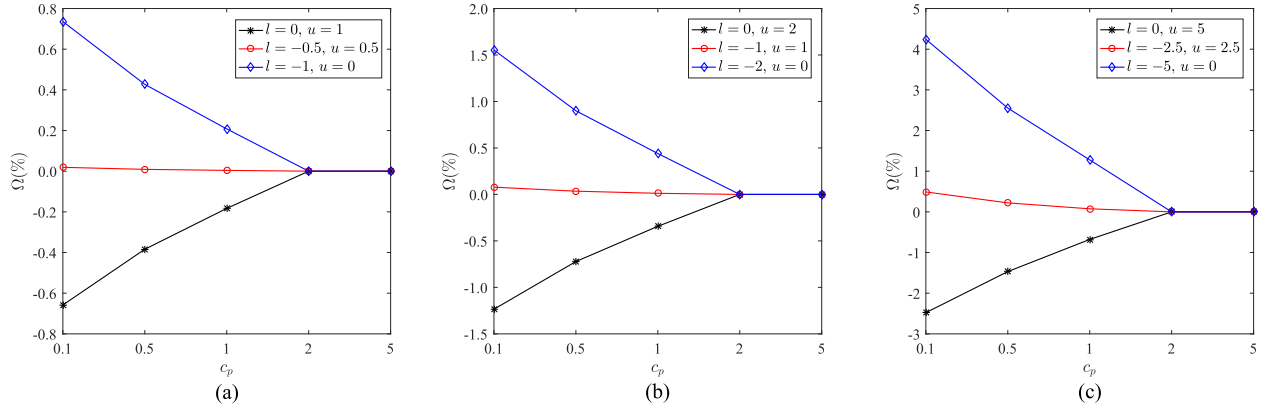 0.8
0.6
0.4
0.2
0.0
-0.2
-0.4
-0.6
-0.8
Ω(%)
0.1 0.5 1 2 5
c_p
l = 0, u = 1
l = −0.5, u = 0.5
l = −1, u = 0
(a)
2.0
1.5
1.0
0.5
0.0
-0.5
-1.0
-1.5
Ω(%)
0.1 0.5 1 2 5
c_p
l = 0, u = 2
l = −1, u = 1
l = −2, u = 0
(b)
5
4
3
2
1
0
-1
-2
-3
Ω(%)
0.1 0.5 1 2 5
c_p
l = 0, u = 5
l = −2.5, u = 2.5
l = −5, u = 0
(c)